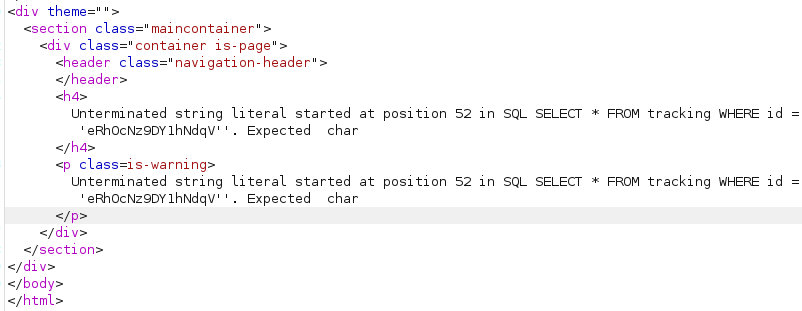 <div theme="">
<section class="maincontainer">
<div class="container is-page">
<header class="navigation-header">
</header>
<h4>
Unterminated string literal started at position 52 in SQL SELECT * FROM tracking WHERE id =
'eRhOcNz9DY1hNdqV''. Expected  char
</h4>
<p class=is-warning>
Unterminated string literal started at position 52 in SQL SELECT * FROM tracking WHERE id =
'eRhOcNz9DY1hNdqV''. Expected  char
</p>
</div>
</section>
</div>
</body>
</html>